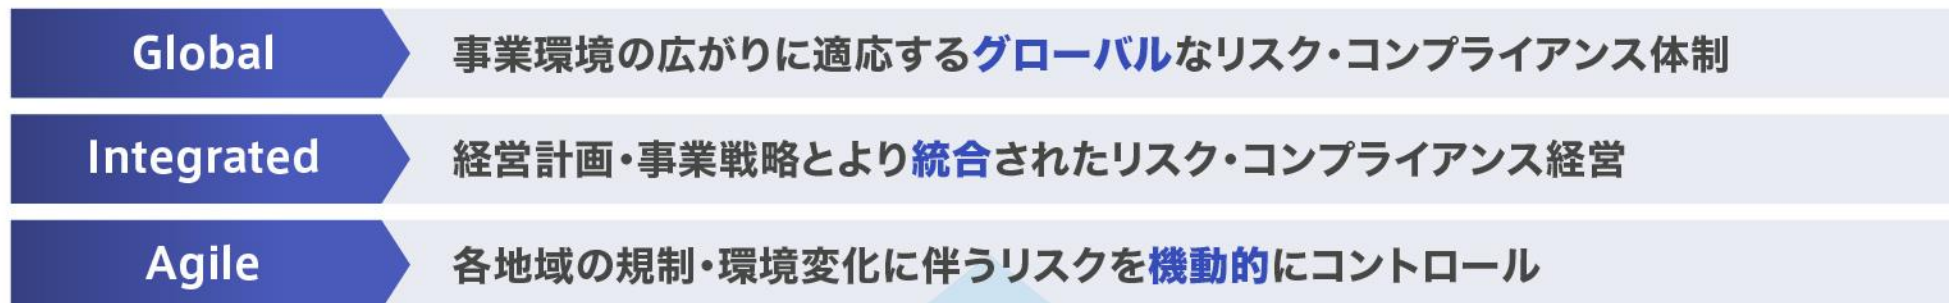 Global
事業環境の広がりに適応するグローバルなリスク・コンプライアンス体制
Integrated
経営計画・事業戦略とより統合されたリスク・コンプライアンス経営
Agile
各地域の規制・環境変化に伴うリスクを機動的にコントロール